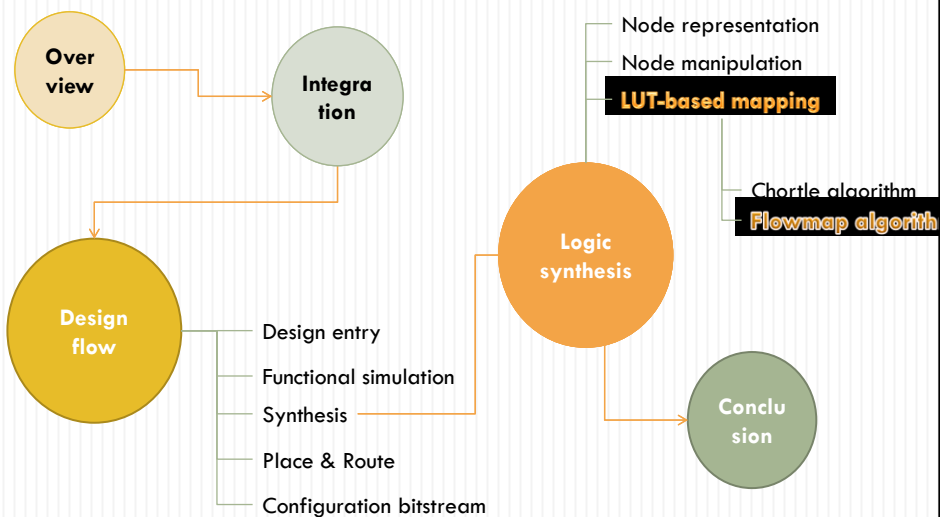 Over
view
Integra
tion
Design
flow
Design entry
Functional simulation
Synthesis
Place & Route
Configuration bitstream
Logic
synthesis
Node representation
Node manipulation
LUT-based mapping
Chortle algorithm
Flowmap algorith
Conclu
sion